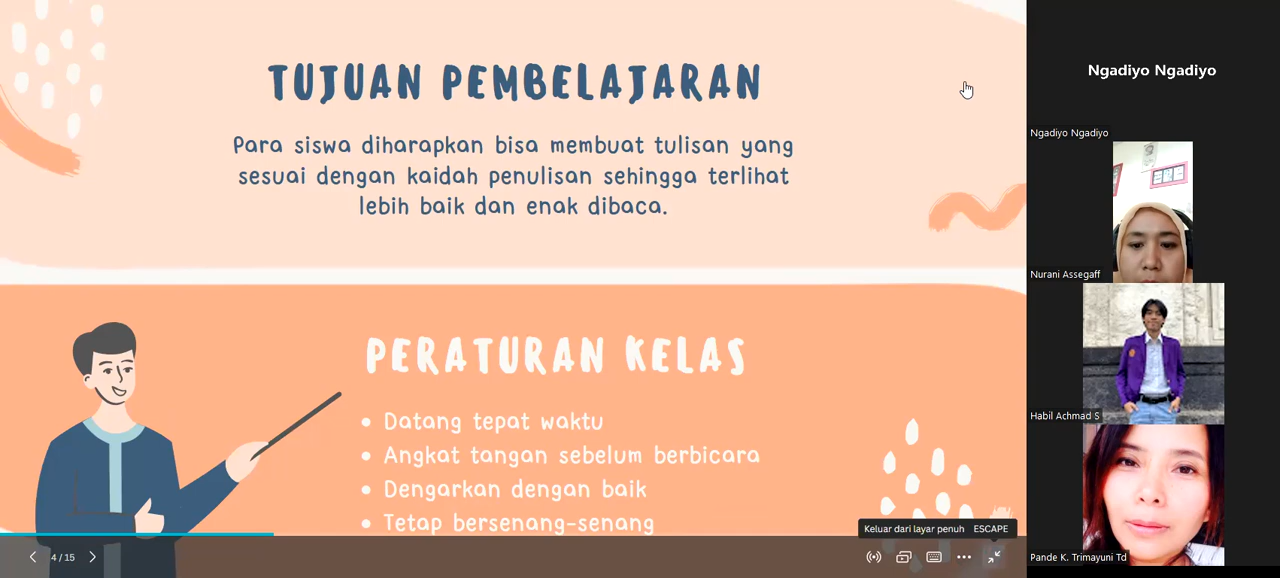 TUJUAN PEMBELAJARAN
Para siswa diharapkan bisa membuat tulisan yang
sesuai dengan kaidah penulisan sehingga terlihat
lebih baik dan enak dibaca.
PERATURAN KELAS
• Datang tepat waktu
• Angkat tangan sebelum berbicara
• Dengarkan dengan baik
• Tetap bersenang-senang
Keluar dari layar penuh ESCAPE
4 / 15
Ngadiyo Ngadiyo
Ngadiyo Ngadiyo
Nurani Assegaff
Habil Achmad S
Pande K. Trimayuni Td